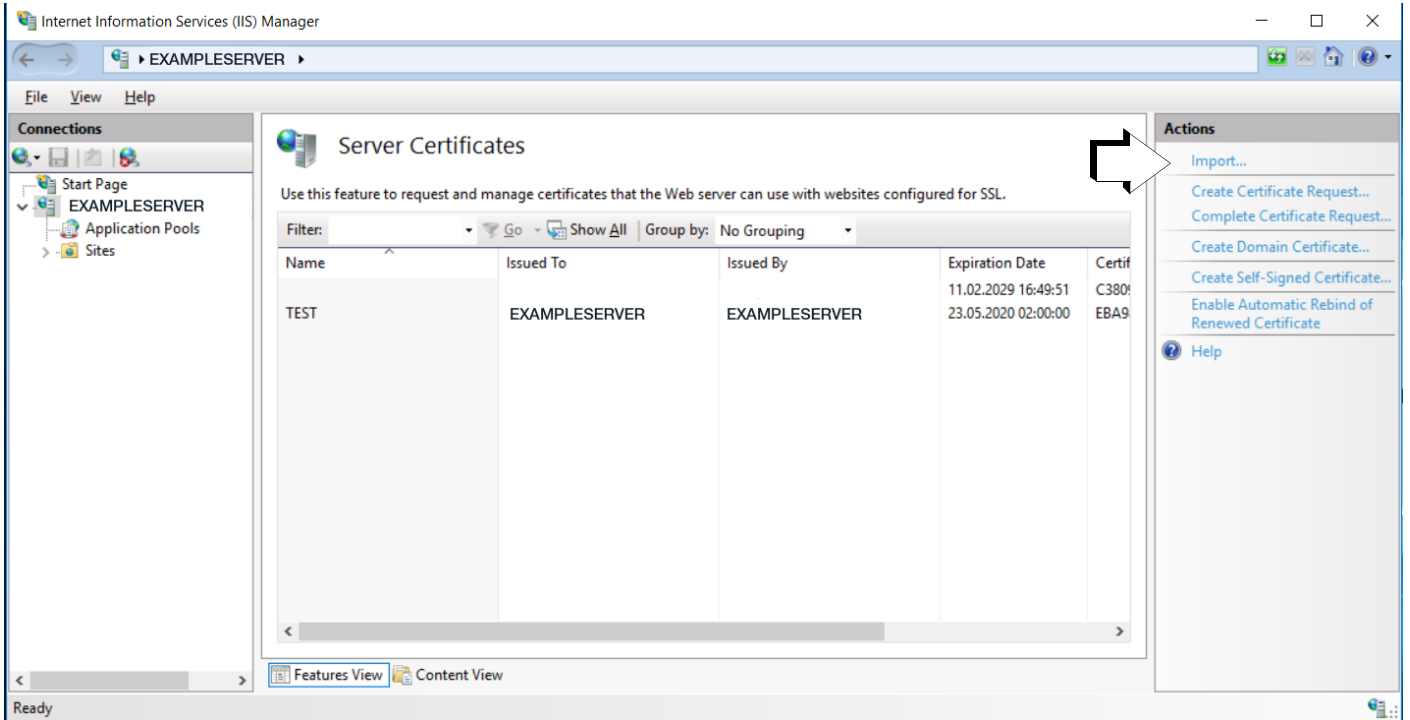 Internet Information Services (IIS) Manager
EXAMPLESERVER
File View Help
Connections
Start Page
EXAMPLESERVER
Application Pools
Sites
Server Certificates
Use this feature to request and manage certificates that the Web server can use with websites configured for SSL.
Filter: Go Show All Group by: No Grouping
Name Issued To Issued By Expiration Date Certif
11.02.2029 16:49:51 C3809
TEST EXAMPLESERVER EXAMPLESERVER 23.05.2020 02:00:00 EBA9
Features View Content View
Actions
Import...
Create Certificate Request...
Complete Certificate Request...
Create Domain Certificate...
Create Self-Signed Certificate...
Enable Automatic Rebind of
Renewed Certificate
Help
Ready